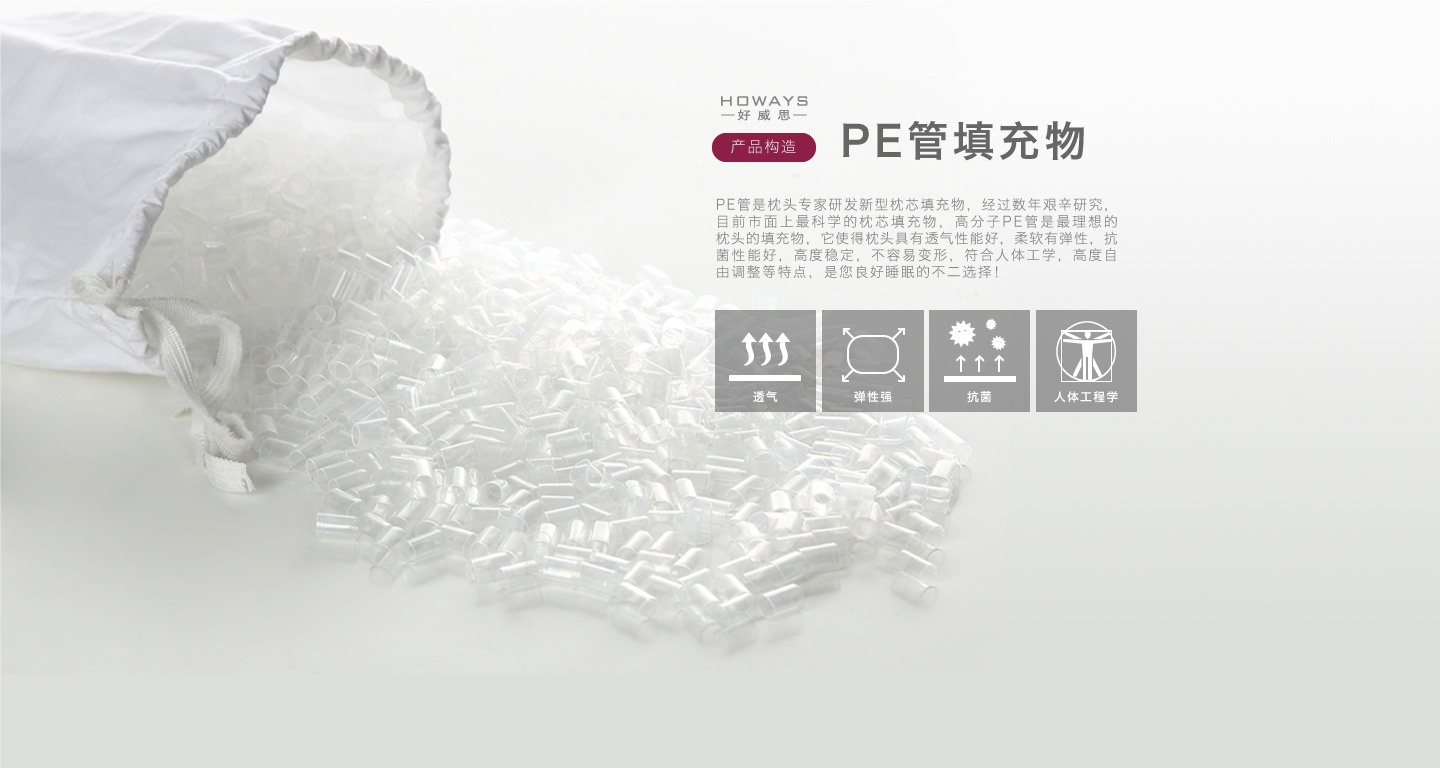 HOWAYS
好威思
产品构造
PE管填充物
PE管是枕头专家研发新型枕芯填充物，经过数年艰辛研究，
目前市面上最科学的枕芯填充物，高分子PE管是最理想的
枕头的填充物，它使得枕头具有透气性能好，柔软有弹性，抗
菌性能好，高度稳定，不容易变形，符合人体工学，高度自
由调整等特点，是您良好睡眠的不二选择！
透气
弹性强
抗菌
人体工程学